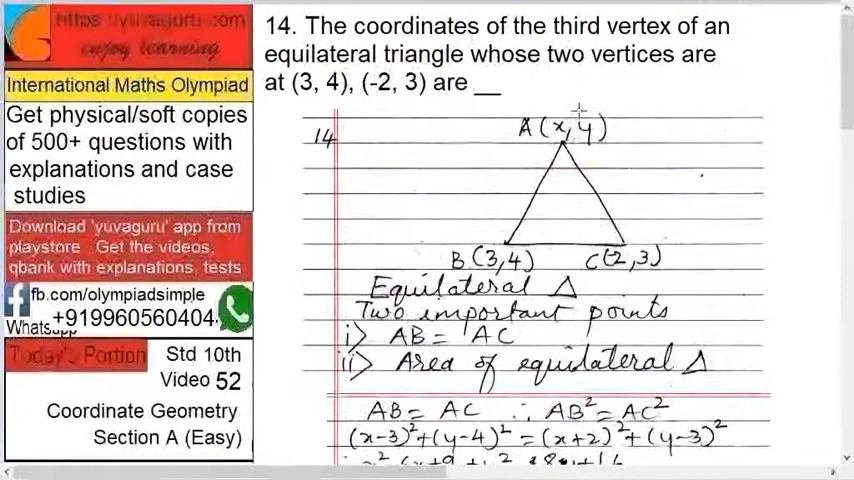 https //yuvaguru.com
enjoy learning
International Maths Olympiad
Get physical/soft copies
of 500+ questions with
explanations and case
studies
Download 'yuvaguru' app from
playstore Get the videos,
qbank with explanations, tests
fb.com/olympiadsimple
Whatsapp +919960560404
Today's Portion
Std 10th
Video 52
Coordinate Geometry
Section A (Easy)
14. The coordinates of the third vertex of an
equilateral triangle whose two vertices are
at (3, 4), (-2, 3) are __
14
A (x, y)
B (3,4) C(-2,3)
Equilateral △
Two important points
i> AB = AC
ii> Area of equilateral △
AB = AC ∴ AB² = AC²
(x-3)² + (y-4)² = (x+2)² + (y-3)²